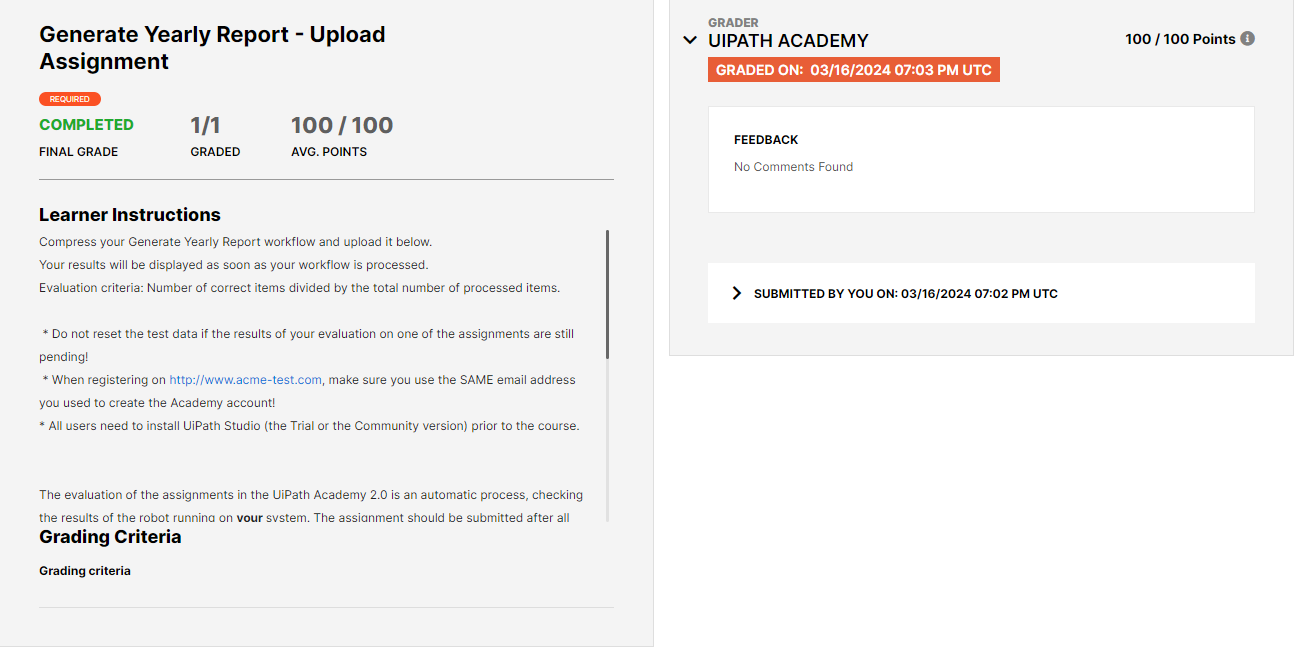 Generate Yearly Report - Upload
Assignment
REQUIRED
COMPLETED
FINAL GRADE
1/1
GRADED
100 / 100
AVG. POINTS
Learner Instructions
Compress your Generate Yearly Report workflow and upload it below.
Your results will be displayed as soon as your workflow is processed.
Evaluation criteria: Number of correct items divided by the total number of processed items.
* Do not reset the test data if the results of your evaluation on one of the assignments are still
pending!
* When registering on http://www.acme-test.com, make sure you use the SAME email address
you used to create the Academy account!
* All users need to install UiPath Studio (the Trial or the Community version) prior to the course.
The evaluation of the assignments in the UiPath Academy 2.0 is an automatic process, checking
the results of the robot running on your system. The assignment should be submitted after all
Grading Criteria
Grading criteria
GRADER
UIPATH ACADEMY
100 / 100 Points
GRADED ON: 03/16/2024 07:03 PM UTC
FEEDBACK
No Comments Found
SUBMITTED BY YOU ON: 03/16/2024 07:02 PM UTC